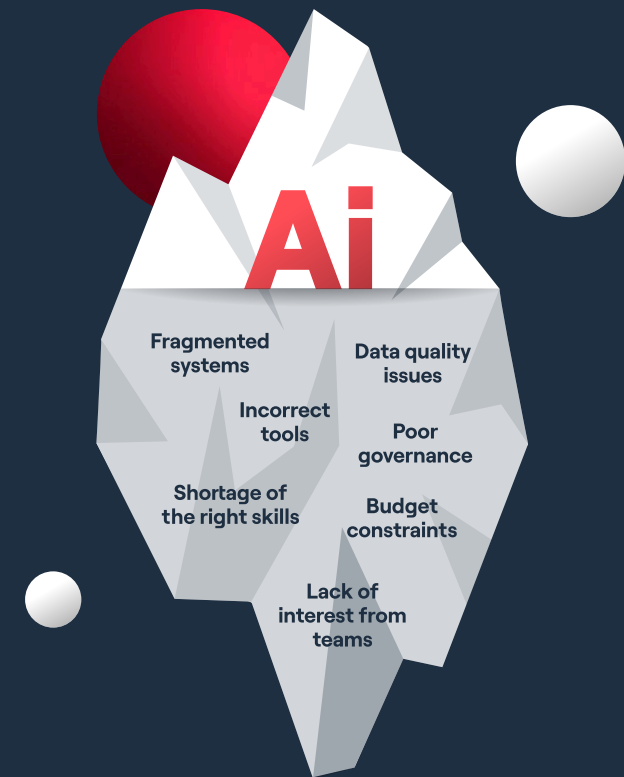 Ai
Fragmented
systems
Data quality
issues
Incorrect
tools
Poor
governance
Shortage of
the right skills
Budget
constraints
Lack of
interest from
teams